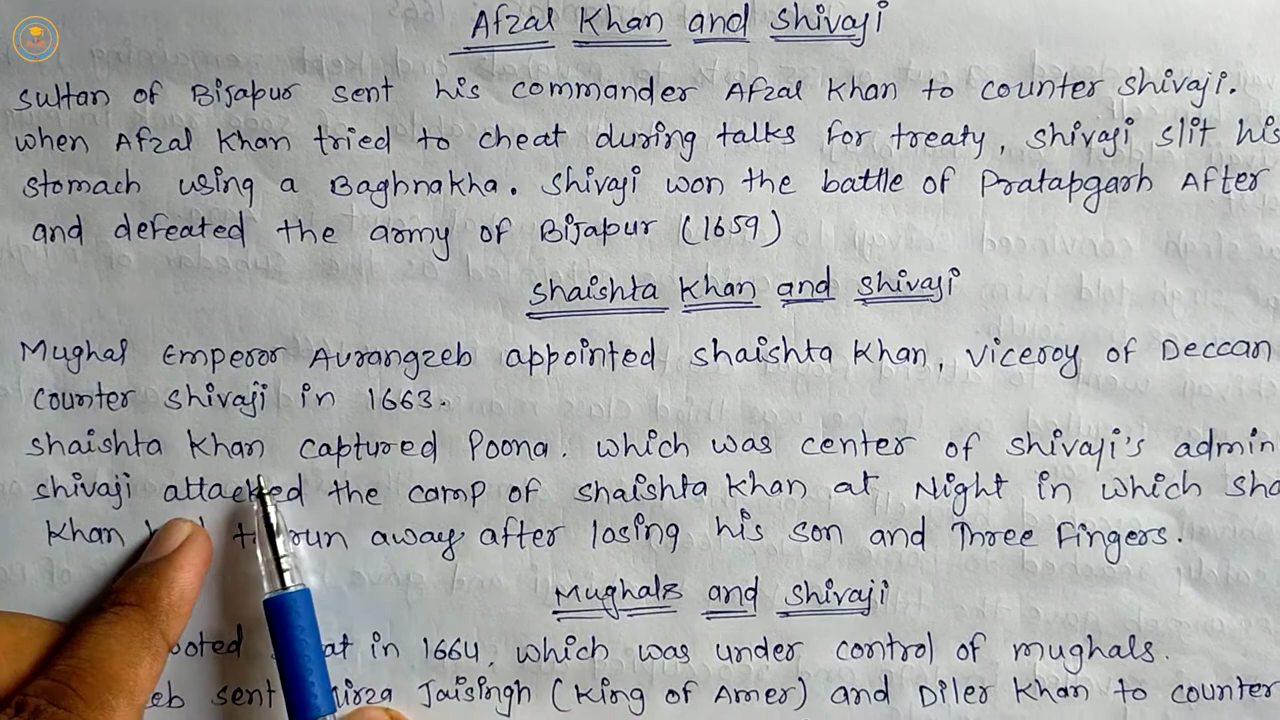 Afzal Khan and Shivaji
Sultan of Bijapur sent his commander Afzal Khan to counter Shivaji.
When Afzal Khan tried to cheat during talks for treaty, Shivaji slit his
stomach using a Baghnakha. Shivaji won the battle of Pratapgarh After
and defeated the army of Bijapur (1659)
Shaishta Khan and Shivaji
Mughal Emperor Aurangzeb appointed Shaishta Khan, Viceroy of Deccan
counter Shivaji in 1663.
Shaishta Khan captured Poona. which was center of Shivaji's admin
Shivaji attacked the camp of Shaishta Khan at Night in which Sha
Khan run away after losing his son and Three Fingers.
Mughals and Shivaji
in 1664, which was under control of mughals.
sent Jaisingh (King of Amer) and Diler Khan to counter